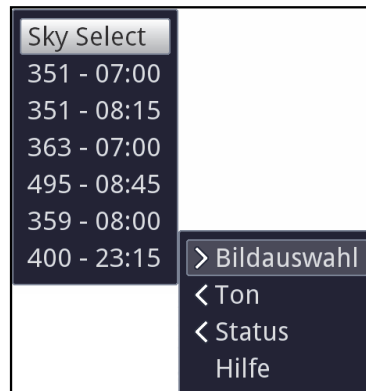 Sky Select
351 - 07:00
351 - 08:15
363 - 07:00
495 - 08:45
359 - 08:00
400 - 23:15
> Bildauswahl
< Ton
< Status
Hilfe